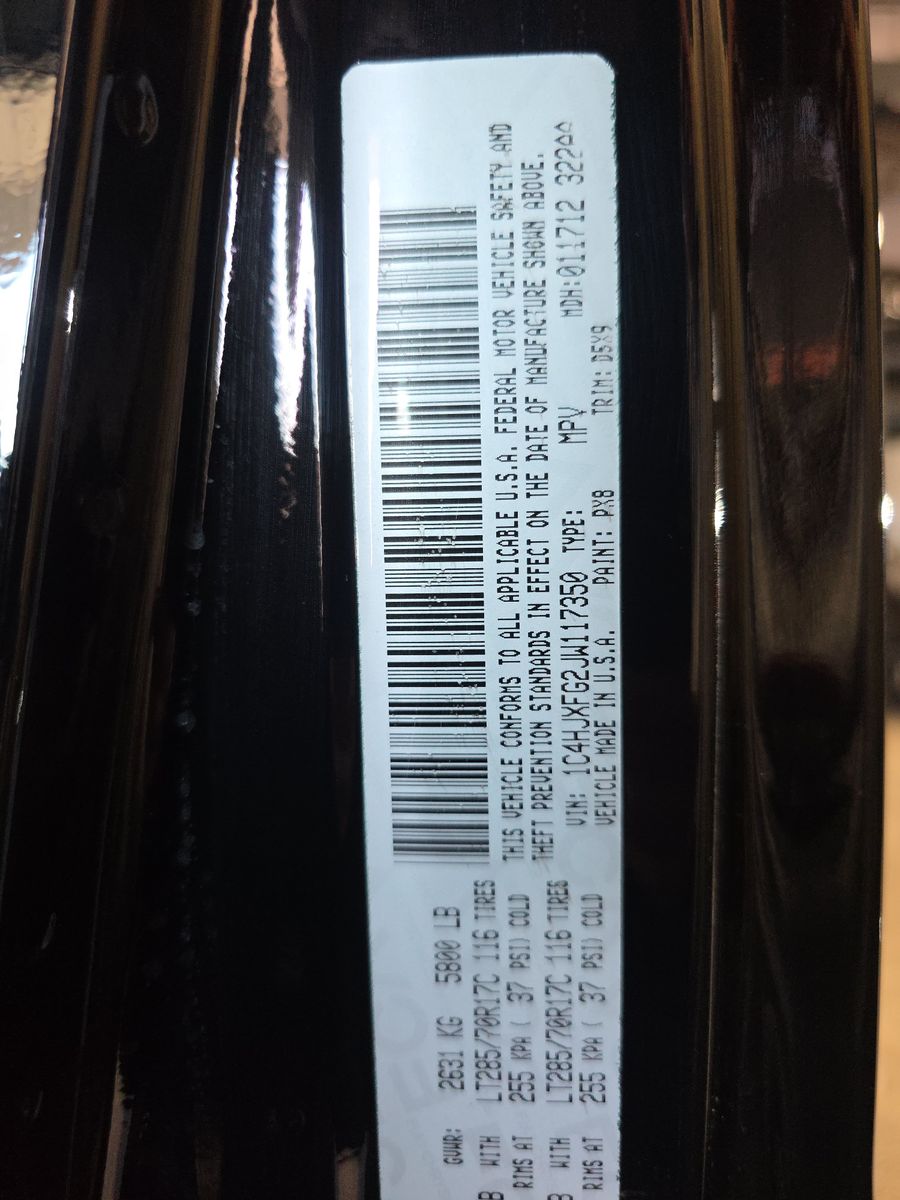 GVWR: 2631 KG 5800 LB
B WITH LT285/70R17C 116 TIRES
RIMS AT 255 KPA ( 37 PSI) COLD
B WITH LT285/70R17C 116 TIRES
RIMS AT 255 KPA ( 37 PSI) COLD
THIS VEHICLE CONFORMS TO ALL APPLICABLE U.S.A. FEDERAL MOTOR VEHICLE SAFETY AND
THEFT PREVENTION STANDARDS IN EFFECT ON THE DATE OF MANUFACTURE SHOWN ABOVE.
VIN: 1C4HJXFG2JW117350 TYPE: MPV MDH:011712
VEHICLE MADE IN U.S.A. PAINT: PX8 TRIM: D5X9